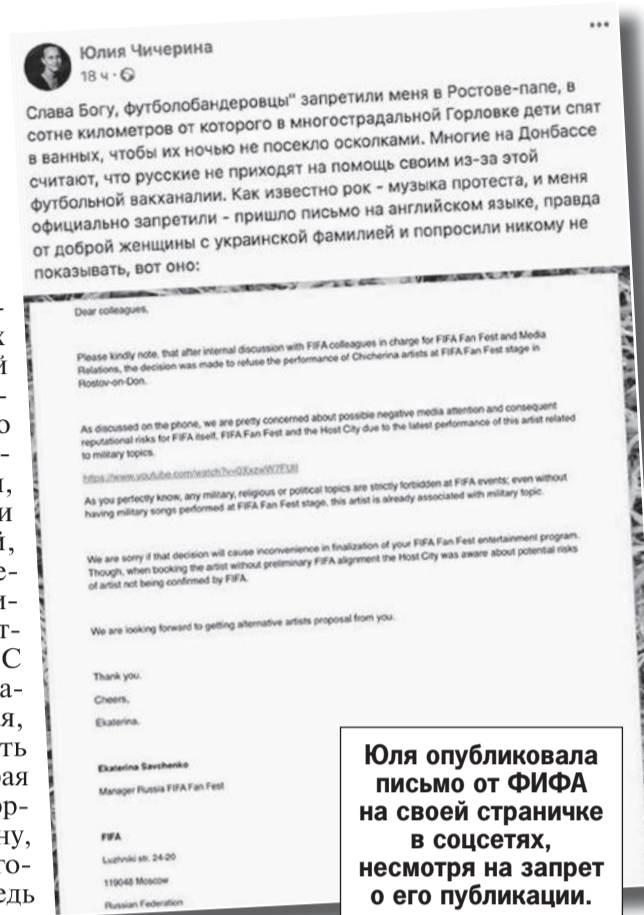 Юлия Чичерина
18 ч
Слава Богу, футболобандеровцы" запретили меня в Ростове-папе, в
сотне километров от которого в многострадальной Горловке дети спят
в ванных, чтобы их ночью не посекло осколками. Многие на Донбассе
считают, что русские не приходят на помощь своим из-за этой
футбольной вакханалии. Как известно рок - музыка протеста, и меня
официально запретили - пришло письмо на английском языке, правда
от доброй женщины с украинской фамилией и попросили никому не
показывать, вот оно:
Dear colleagues,
Please kindly note, that after internal discussion with FIFA colleagues in charge for FIFA Fan Fest and Media
Relations, the decision was made to refuse the performance of Chicherina artists at FIFA Fan Fest stage in
Rostov-on-Don.
As discussed on the phone, we are pretty concerned about possible negative media attention and consequent
reputational risks for FIFA itself, FIFA Fan Fest and the Host City due to the latest performance of this artist related
to military topics.
As you perfectly know, any military, religious or political topics are strictly forbidden at FIFA events; even without
having military songs performed at FIFA Fan Fest stage, this artist is already associated with military topic.
We are sorry if that decision will cause inconvenience in finalization of your FIFA Fan Fest entertainment program.
Though, when booking the artist without preliminary FIFA alignment the Host City was aware about potential risks
of artist not being confirmed by FIFA.
We are looking forward to getting alternative artists proposal from you.
Thank you.
Cheers,
Ekaterina.
Ekaterina Savchenko
Manager Russia FIFA Fan Fest
FIFA
Luzhniki str. 24-20
119048 Moscow
Russian Federation
Юля опубликовала
письмо от ФИФА
на своей страничке
в соцсетях,
несмотря на запрет
о его публикации.